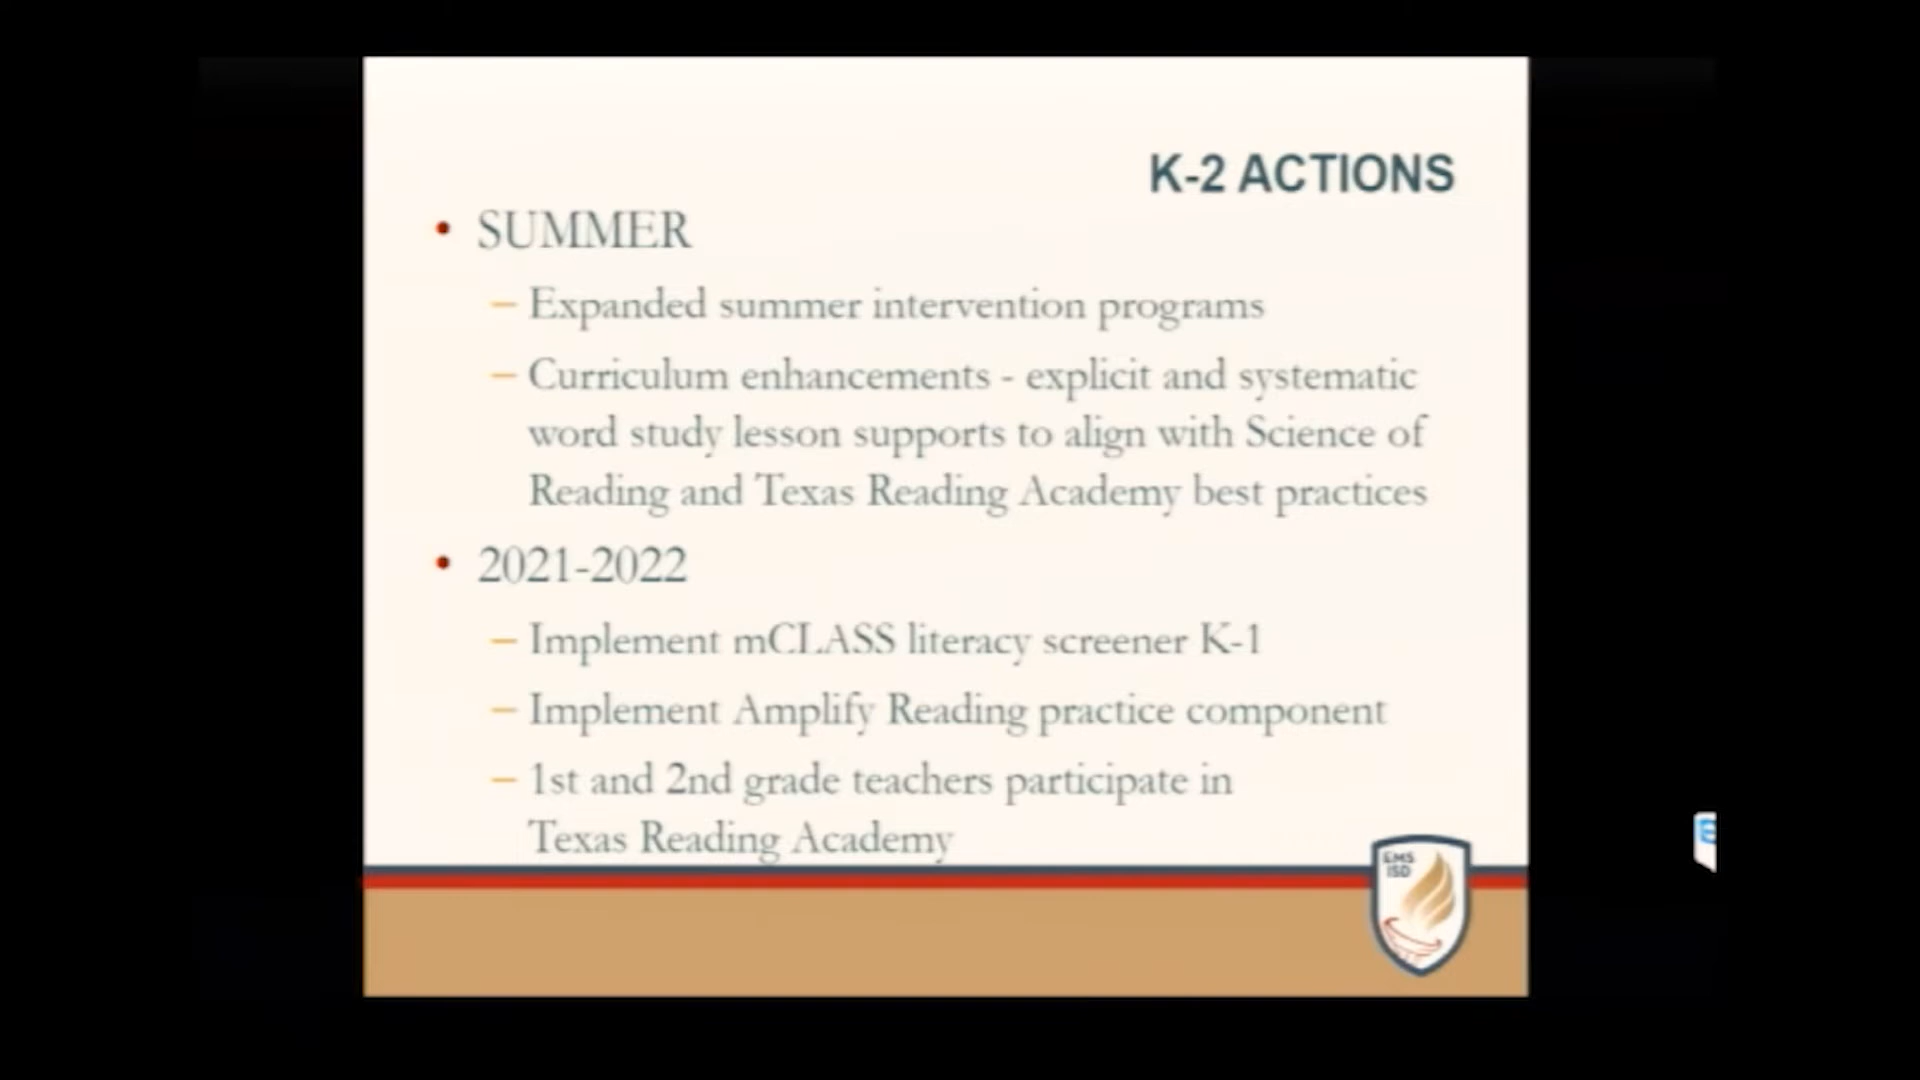 K-2 ACTIONS
• SUMMER
– Expanded summer intervention programs
– Curriculum enhancements - explicit and systematic
word study lesson supports to align with Science of
Reading and Texas Reading Academy best practices
• 2021-2022
– Implement mCLASS literacy screener K-1
– Implement Amplify Reading practice component
– 1st and 2nd grade teachers participate in
Texas Reading Academy
EMS
ISD